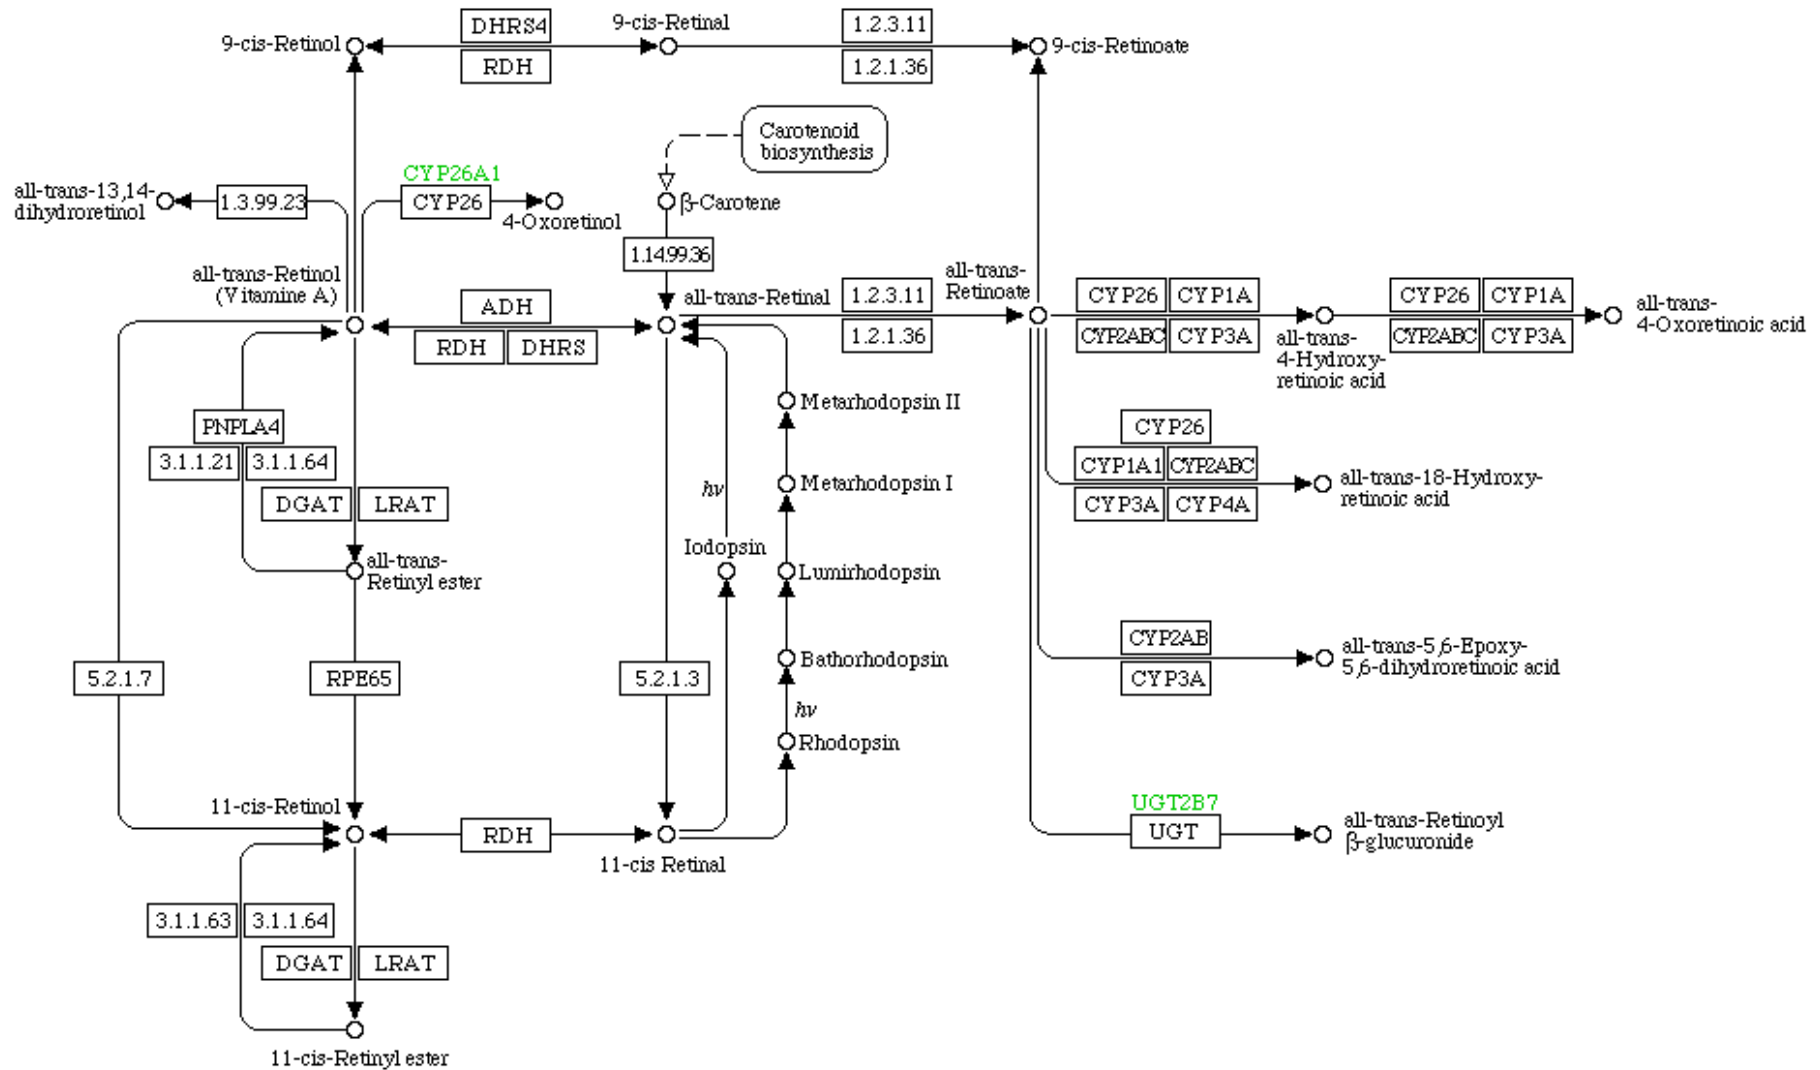 DHRS4
9-cis-Retinal
1.2.3.11
9-cis-Retinol
9-cis-Retinoate
RDH
1.2.1.36
Carotenoid
biosynthesis
CYP26A1
all-trans-13,14-
dihydroretinol
1.3.99.23
CYP26
4-Oxoretinol
β-Carotene
1.14.99.36
all-trans-Retinol
(Vitamine A)
ADH
all-trans-Retinal
1.2.3.11
all-trans-
Retinoate
CYP26
CYP1A
CYP26
CYP1A
all-trans-
4-Oxoretinoic acid
RDH
DHRS
1.2.1.36
CYP2ABC
CYP3A
all-trans-
4-Hydroxy-
retinoic acid
CYP2ABC
CYP3A
Metarhodopsin II
PNPLA4
CYP26
3.1.1.21
3.1.1.64
CYP1A1
CYP2ABC
hv
Metarhodopsin I
all-trans-18-Hydroxy-
retinoic acid
DGAT
LRAT
CYP3A
CYP4A
Iodopsin
all-trans-
Retinyl ester
Lumirhodopsin
CYP2AB
all-trans-5,6-Epoxy-
5,6-dihydroretinoic acid
Bathorhodopsin
5.2.1.7
RPE65
5.2.1.3
CYP3A
hv
Rhodopsin
11-cis-Retinol
UGT2B7
RDH
UGT
all-trans-Retinoyl
β-glucuronide
11-cis Retinal
3.1.1.63
3.1.1.64
DGAT
LRAT
11-cis-Retinyl ester